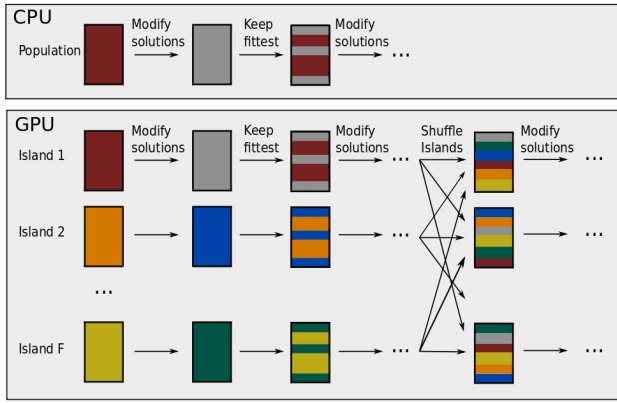 CPU
Modify
solutions
Keep
fittest
Modify
solutions
Population
...
GPU
Modify
solutions
Keep
fittest
Modify
solutions
Shuffle
Islands
Modify
solutions
Island 1
...
...
Island 2
...
...
...
Island F
...
...